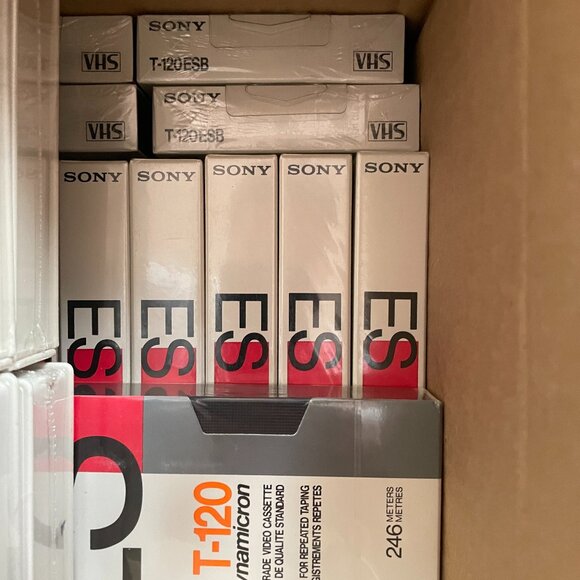 SONY
T-120ESB
VHS
VHS
SONY
T-120ESB
VHS
VHS
SONY
SONY
SONY
SONY
SONY
ES
ES
ES
ES
ES
T-120
ynamicron
RADE VIDEO CASSETTE
DE QUALITE STANDARD
FOR REPEATED TAPING
GISTREMENTS REPETES
246 METERS
METRES